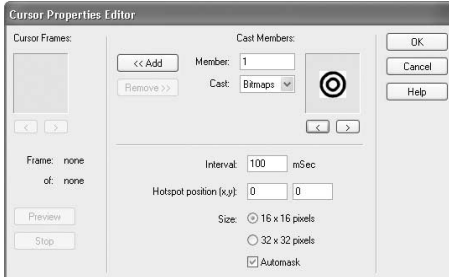 Cursor Properties Editor
Cursor Frames:
Cast Members:
OK
<< Add
Member: 1
Cancel
Remove >>
Cast: Bitmaps
Help
< >
< >
Frame: none
of: none
Interval: 100 mSec
Hotspot position (x,y): 0 0
Preview
Size: 16 x 16 pixels
Stop
32 x 32 pixels
Automask